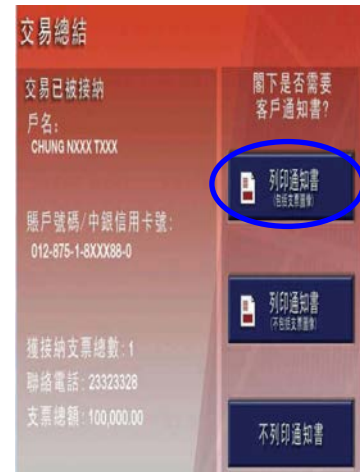 交易總結
交易已被接納
戶名:
CHUNG NXXX TXXX
賬戶號碼/中銀信用卡號:
012-875-1-8XXX88-0
獲接納支票總數:1
聯絡電話:23323328
支票總額:100,000.00
閣下是否需要
客戶通知書?
列印通知書
(包括支票圖像)
列印通知書
(不包括支票圖像)
不列印通知書